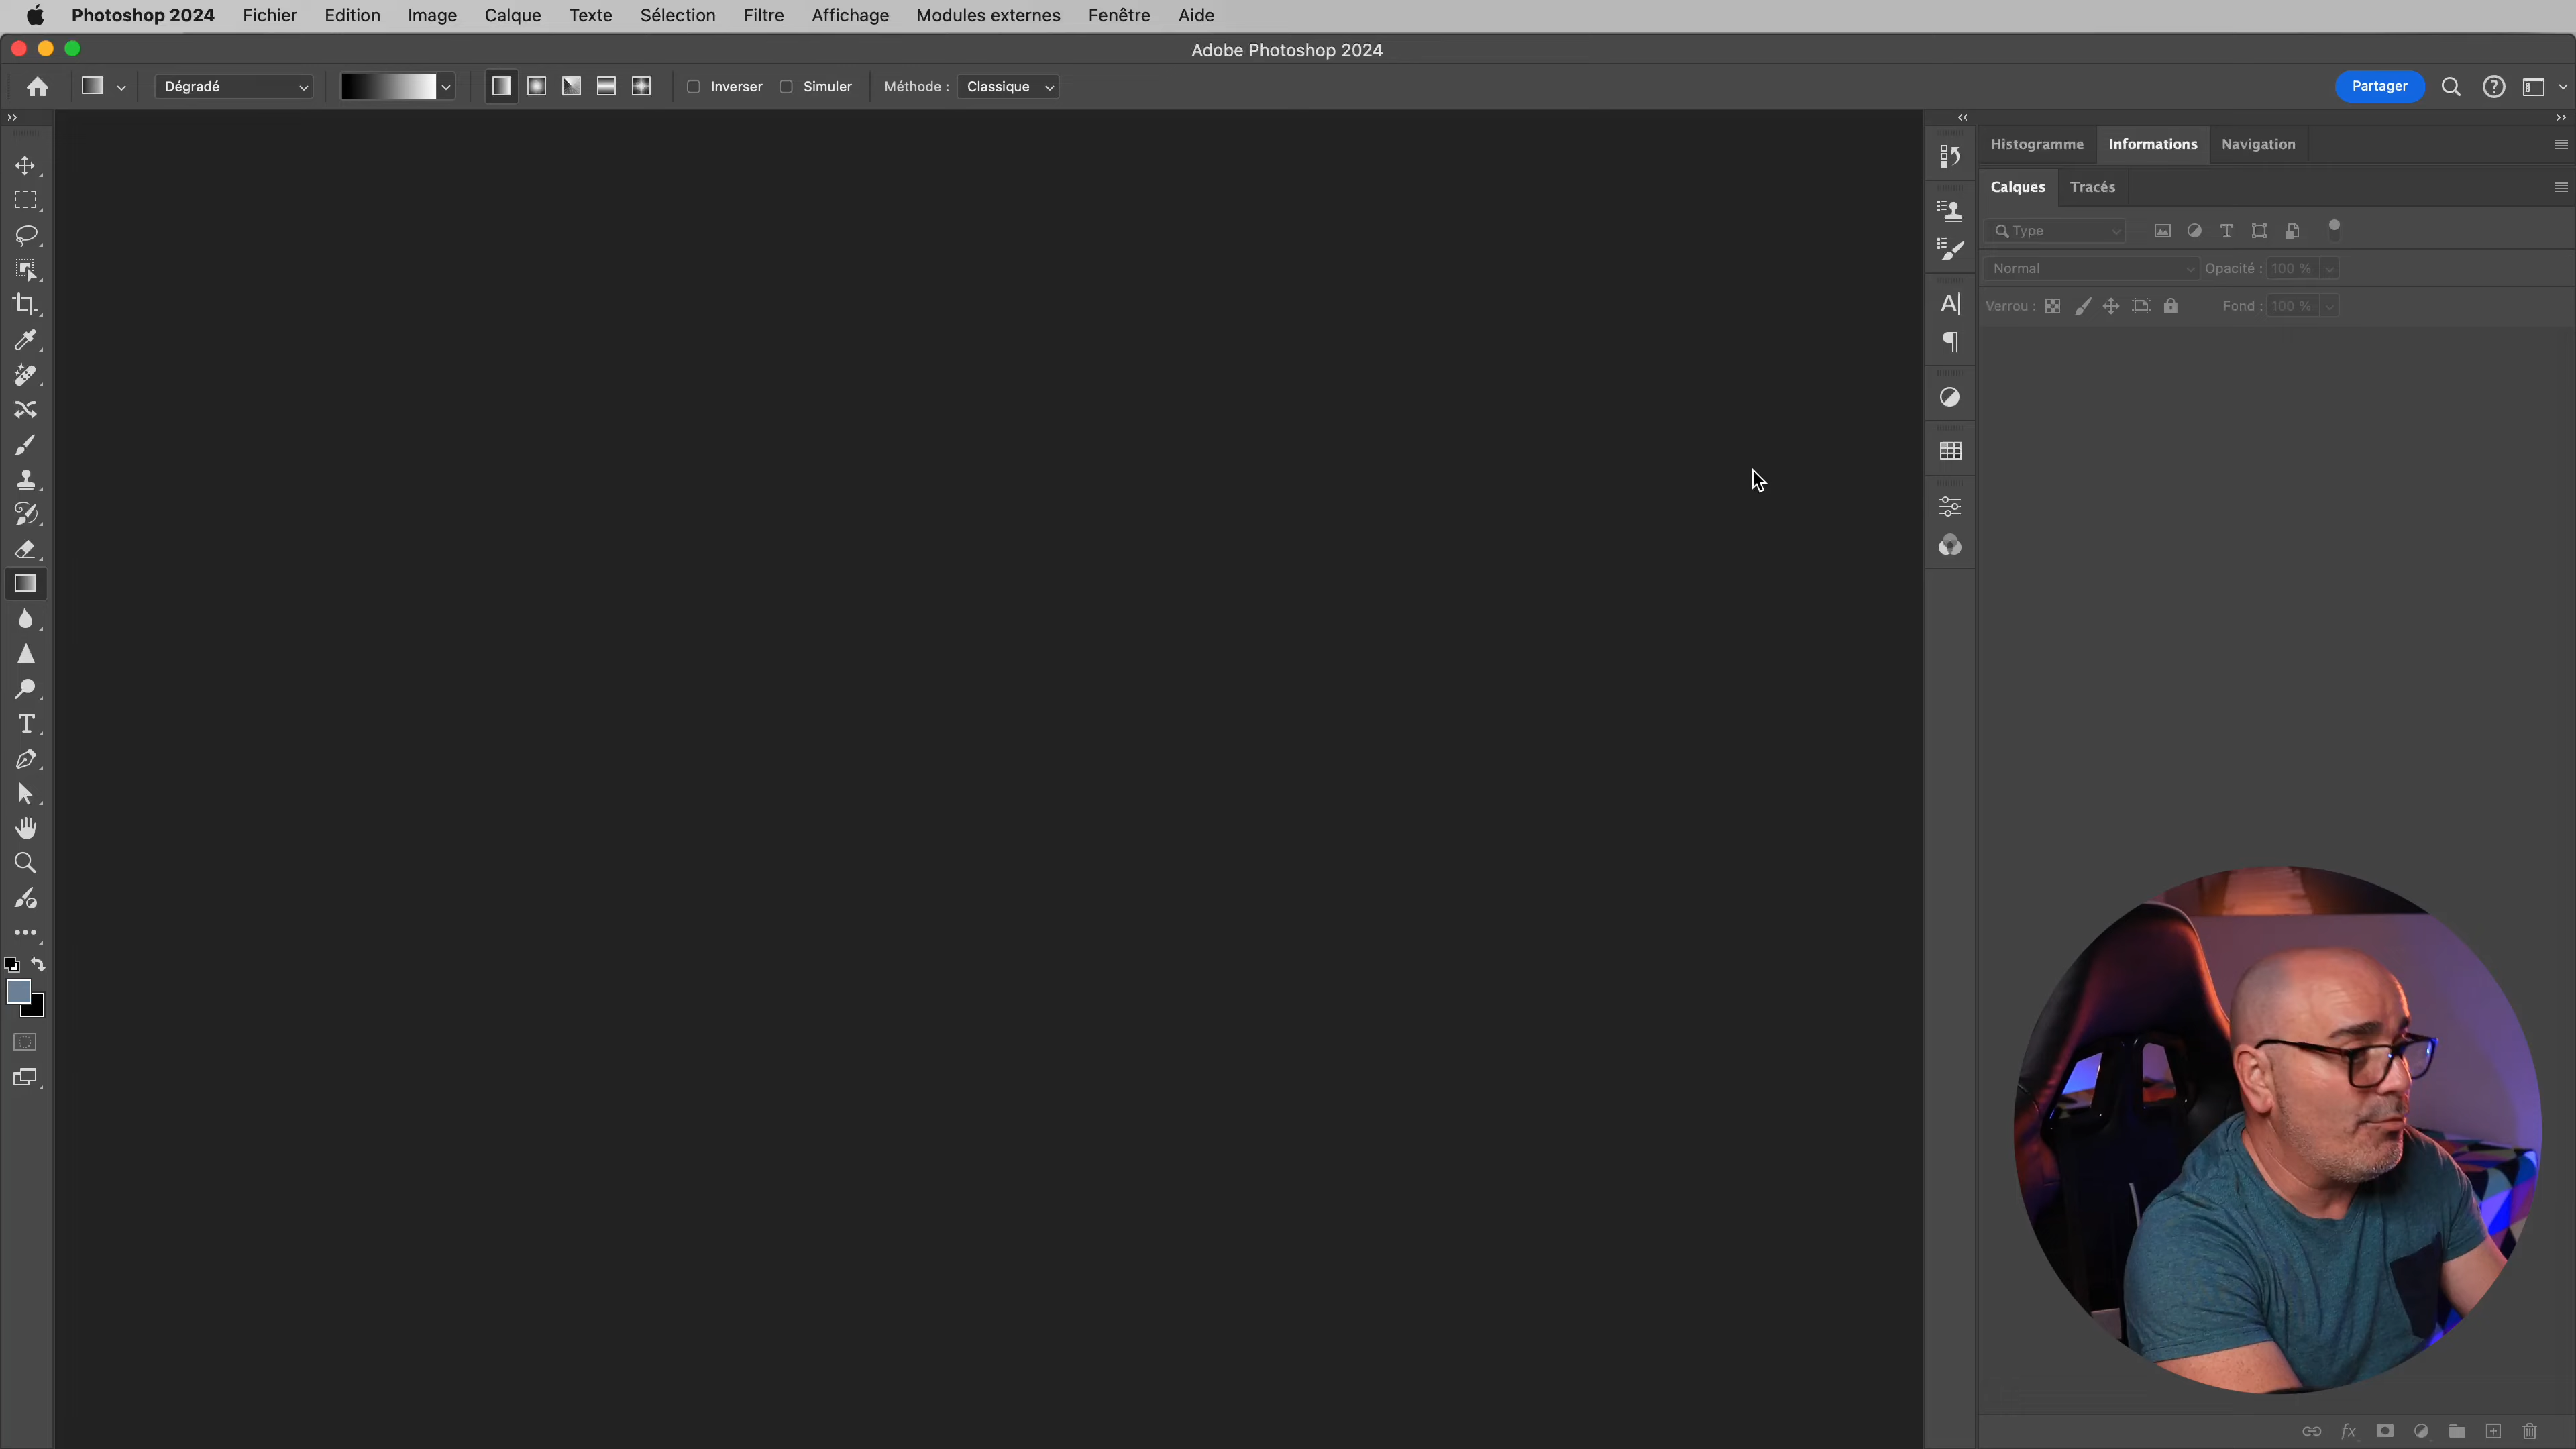 Photoshop 2024 Fichier Edition Image Calque Texte Sélection Filtre Affichage Modules externes Fenêtre Aide
Adobe Photoshop 2024
Dégradé Inverser Simuler Méthode : Classique Partager
Histogramme Informations Navigation
Calques Tracés
Type
Normal Opacité : 100 %
Verrou : Fond : 100 %
fx